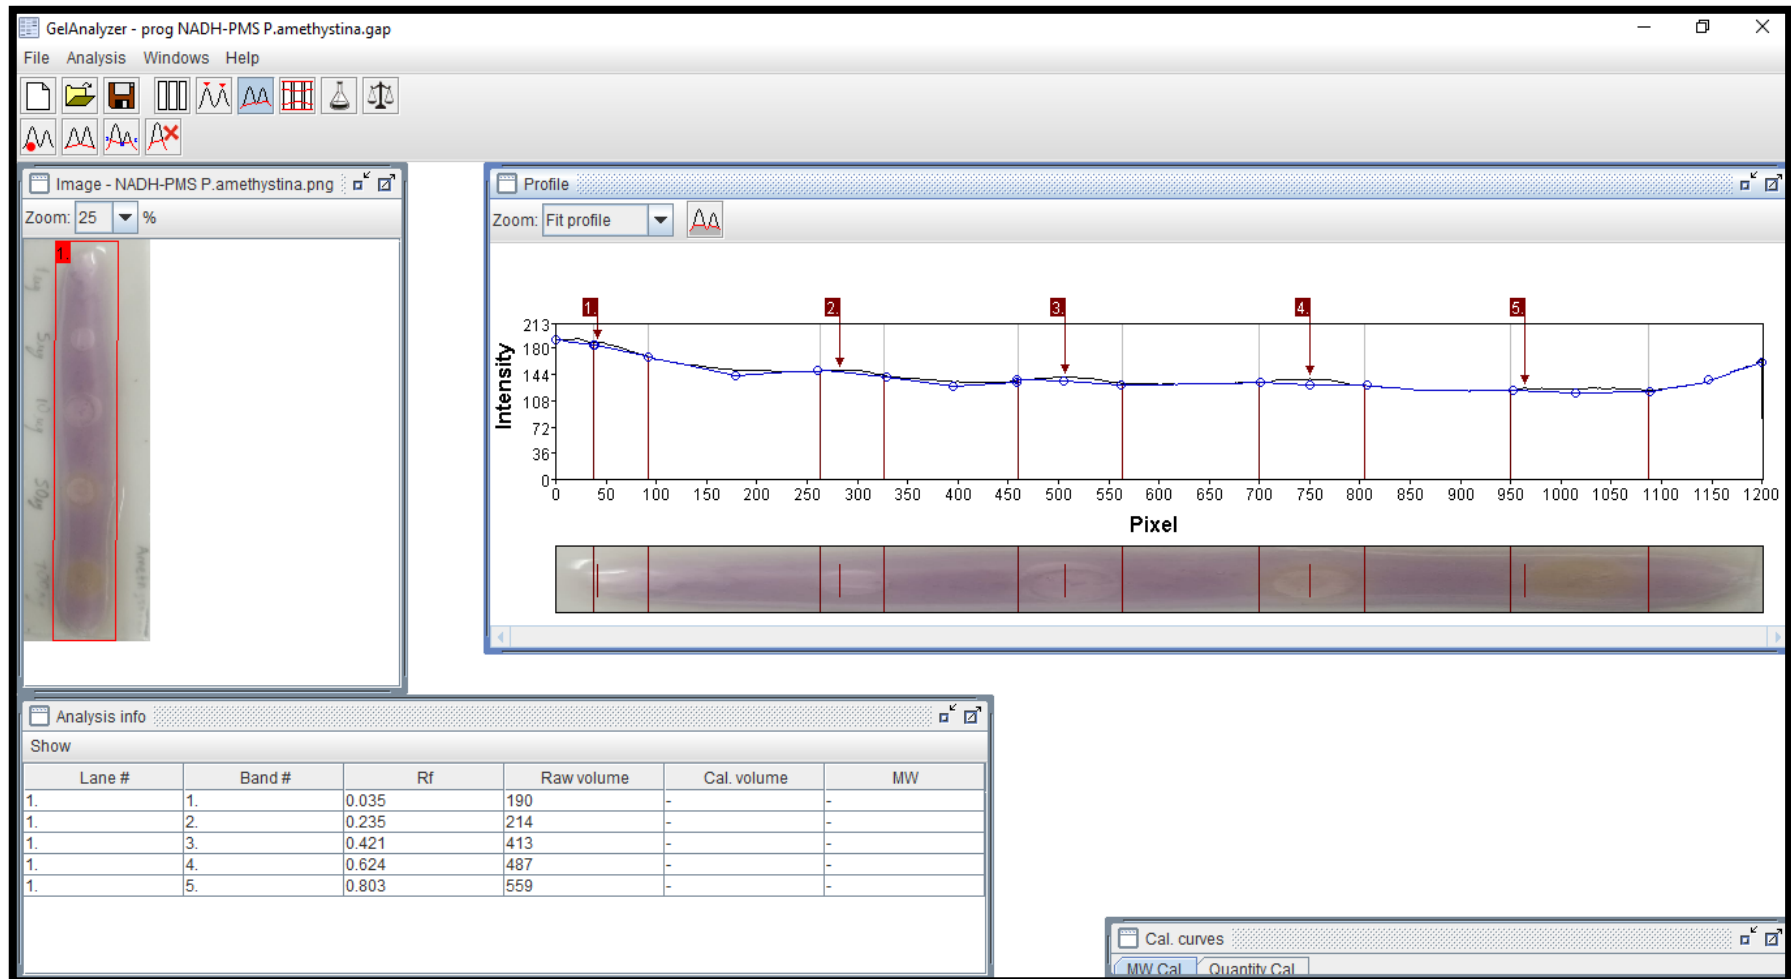 GelAnalyzer - prog NADH-PMS P.amethystina.gap
File Analysis Windows Help
Image - NADH-PMS P.amethystina.png
Zoom: 25 %
1.
5ug
10ug
50ug
Profile
Zoom: Fit profile
1. 2. 3. 4. 5.
Intensity
213
180
144
108
72
36
0
0 50 100 150 200 250 300 350 400 450 500 550 600 650 700 750 800 850 900 950 1000 1050 1100 1150 1200
Pixel
Analysis info
Show
Lane # Band # Rf Raw volume Cal. volume MW
1. 1. 0.035 190 - -
1. 2. 0.235 214 - -
1. 3. 0.421 413 - -
1. 4. 0.624 487 - -
1. 5. 0.803 559 - -
Cal. curves
MW Cal Quantity Cal